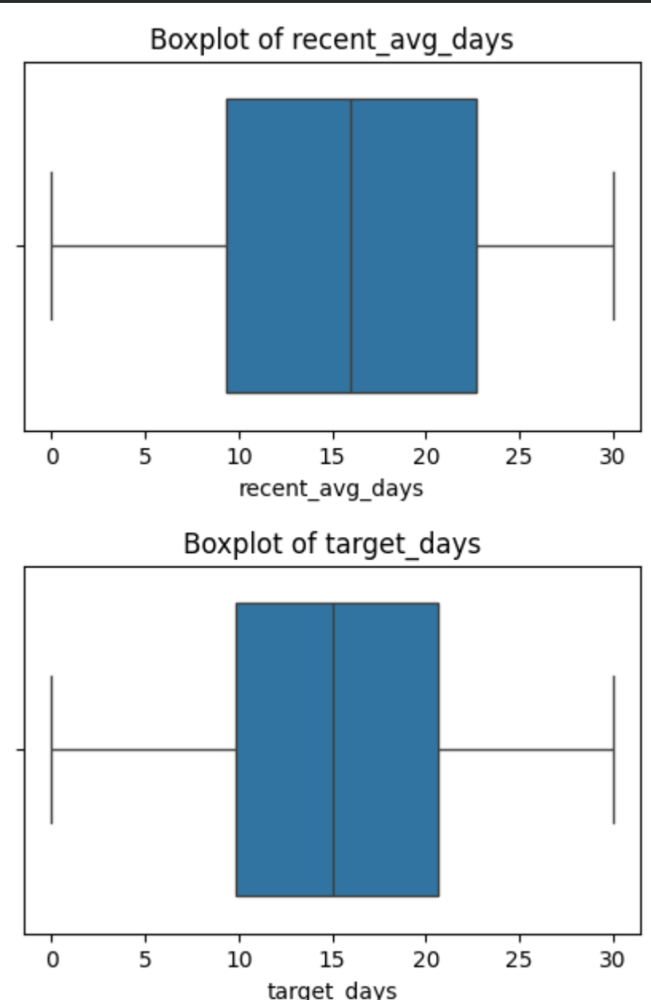 Boxplot of recent_avg_days
0 5 10 15 20 25 30
recent_avg_days
Boxplot of target_days
0 5 10 15 20 25 30
target_days